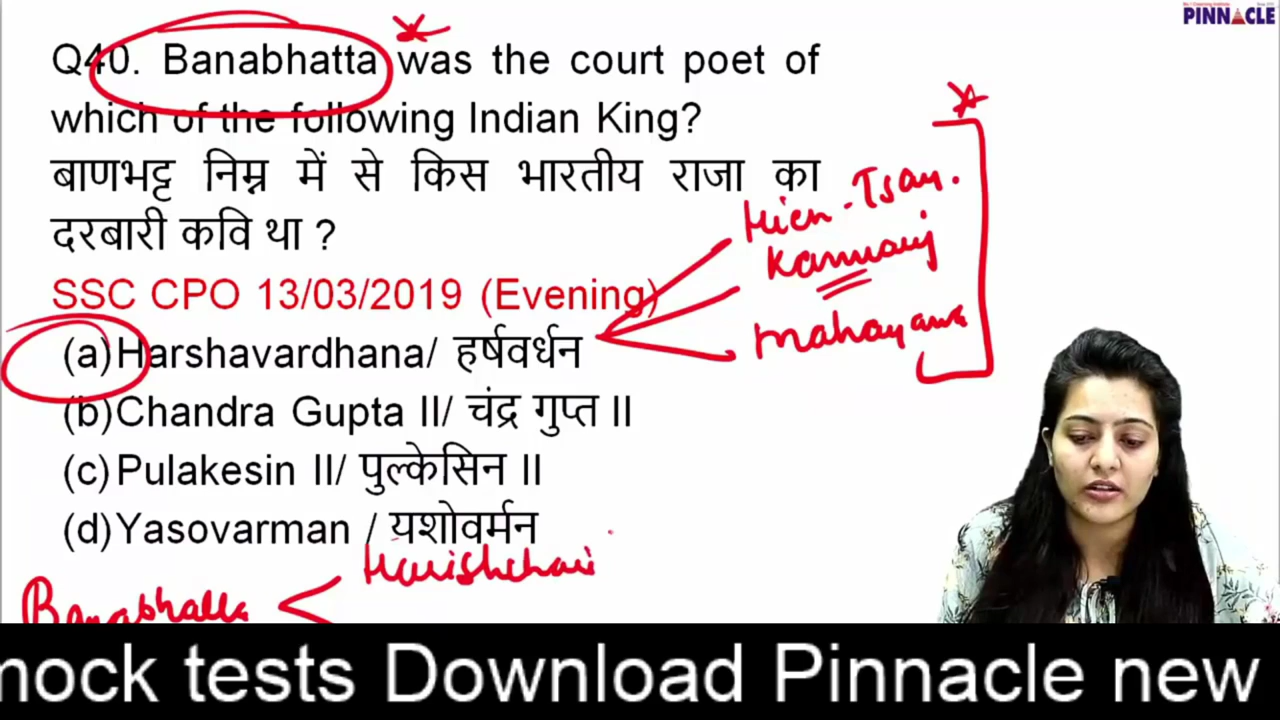 PINNACLE
Q40. Banabhatta was the court poet of
which of the following Indian King?
बाणभट्ट निम्न में से किस भारतीय राजा का
दरबारी कवि था ?
SSC CPO 13/03/2019 (Evening)
(a) Harshavardhana/ हर्षवर्धन
(b) Chandra Gupta II/ चंद्र गुप्त II
(c) Pulakesin II/ पुल्केसिन II
(d) Yasovarman / यशोवर्मन
Hien-Tsan.
Kannauj
Mahayana
Harishchari
Banabhatta
mock tests Download Pinnacle new